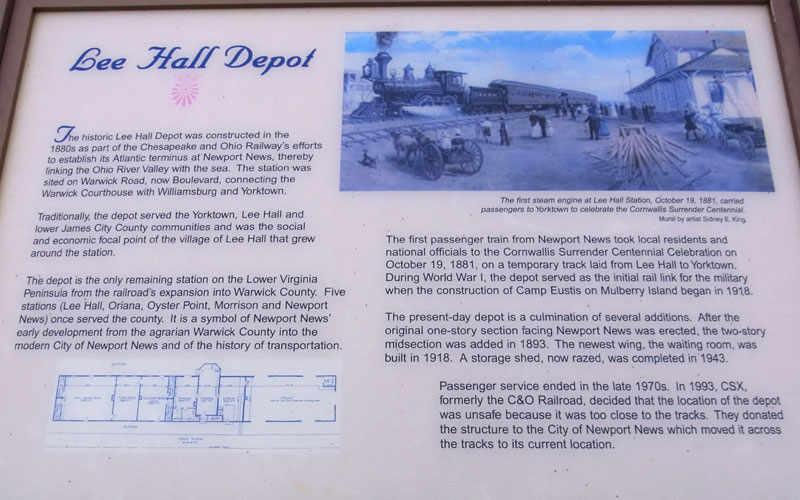 Lee Hall Depot
The historic Lee Hall Depot was constructed in the
1880s as part of the Chesapeake and Ohio Railway's efforts
to establish its Atlantic terminus at Newport News, thereby
linking the Ohio River Valley with the sea. The station was
sited on Warwick Road, now Boulevard, connecting the
Warwick Courthouse with Williamsburg and Yorktown.
Traditionally, the depot served the Yorktown, Lee Hall and
lower James City County communities and was the social
and economic focal point of the village of Lee Hall that grew
around the station.
The depot is the only remaining station on the Lower Virginia
Peninsula from the railroad's expansion into Warwick County. Five
stations (Lee Hall, Oriana, Oyster Point, Morrison and Newport
News) once served the county. It is a symbol of Newport News'
early development from the agrarian Warwick County into the
modern City of Newport News and of the history of transportation.
The first steam engine at Lee Hall Station, October 19, 1881, carried
passengers to Yorktown to celebrate the Cornwallis Surrender Centennial.
Mural by artist Sidney E. King.
The first passenger train from Newport News took local residents and
national officials to the Cornwallis Surrender Centennial Celebration on
October 19, 1881, on a temporary track laid from Lee Hall to Yorktown.
During World War I, the depot served as the initial rail link for the military
when the construction of Camp Eustis on Mulberry Island began in 1918.
The present-day depot is a culmination of several additions. After the
original one-story section facing Newport News was erected, the two-story
midsection was added in 1893. The newest wing, the waiting room, was
built in 1918. A storage shed, now razed, was completed in 1943.
Passenger service ended in the late 1970s. In 1993, CSX,
formerly the C&O Railroad, decided that the location of the depot
was unsafe because it was too close to the tracks. They donated
the structure to the City of Newport News which moved it across
the tracks to its current location.